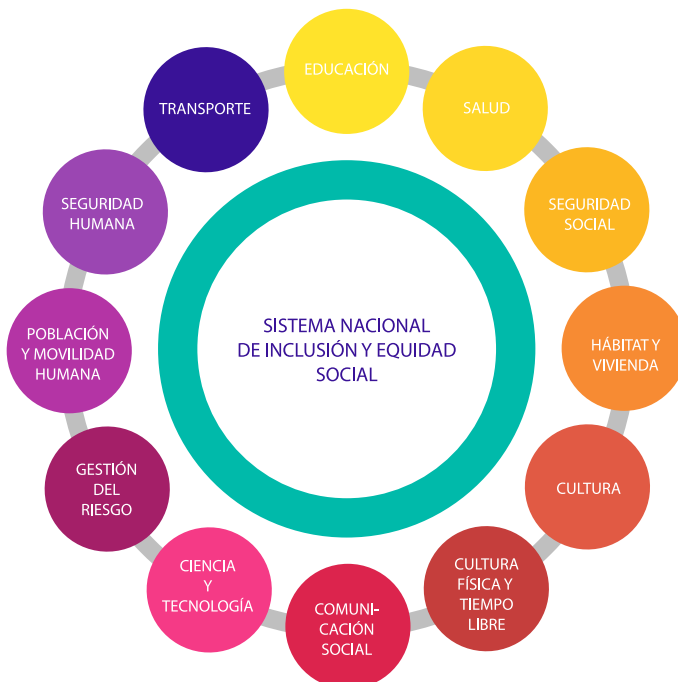 EDUCACIÓN
SALUD
SEGURIDAD
SOCIAL
HÁBITAT Y
VIVIENDA
CULTURA
CULTURA
FÍSICA Y
TIEMPO
LIBRE
COMUNI-
CACIÓN
SOCIAL
CIENCIA
Y
TECNOLOGÍA
GESTIÓN
DEL
RIESGO
POBLACIÓN
Y MOVILIDAD
HUMANA
SEGURIDAD
HUMANA
TRANSPORTE
SISTEMA NACIONAL
DE INCLUSIÓN Y EQUIDAD
SOCIAL